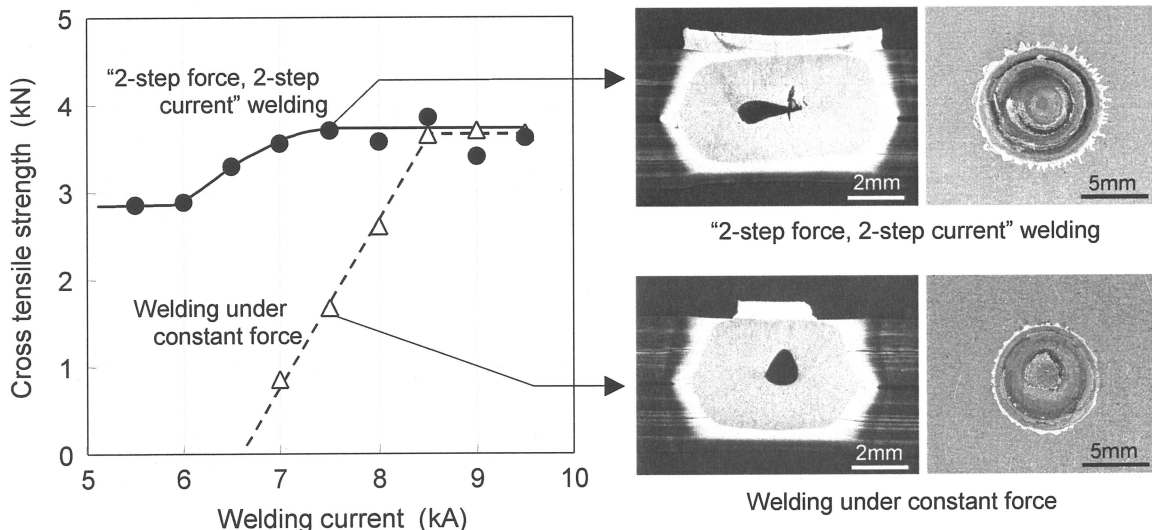 5
4
3
2
1
0
Cross tensile strength (kN)
“2-step force, 2-step
current” welding
Welding under
constant force
5
6
7
8
9
10
Welding current (kA)
2mm
5mm
“2-step force, 2-step current” welding
2mm
5mm
Welding under constant force